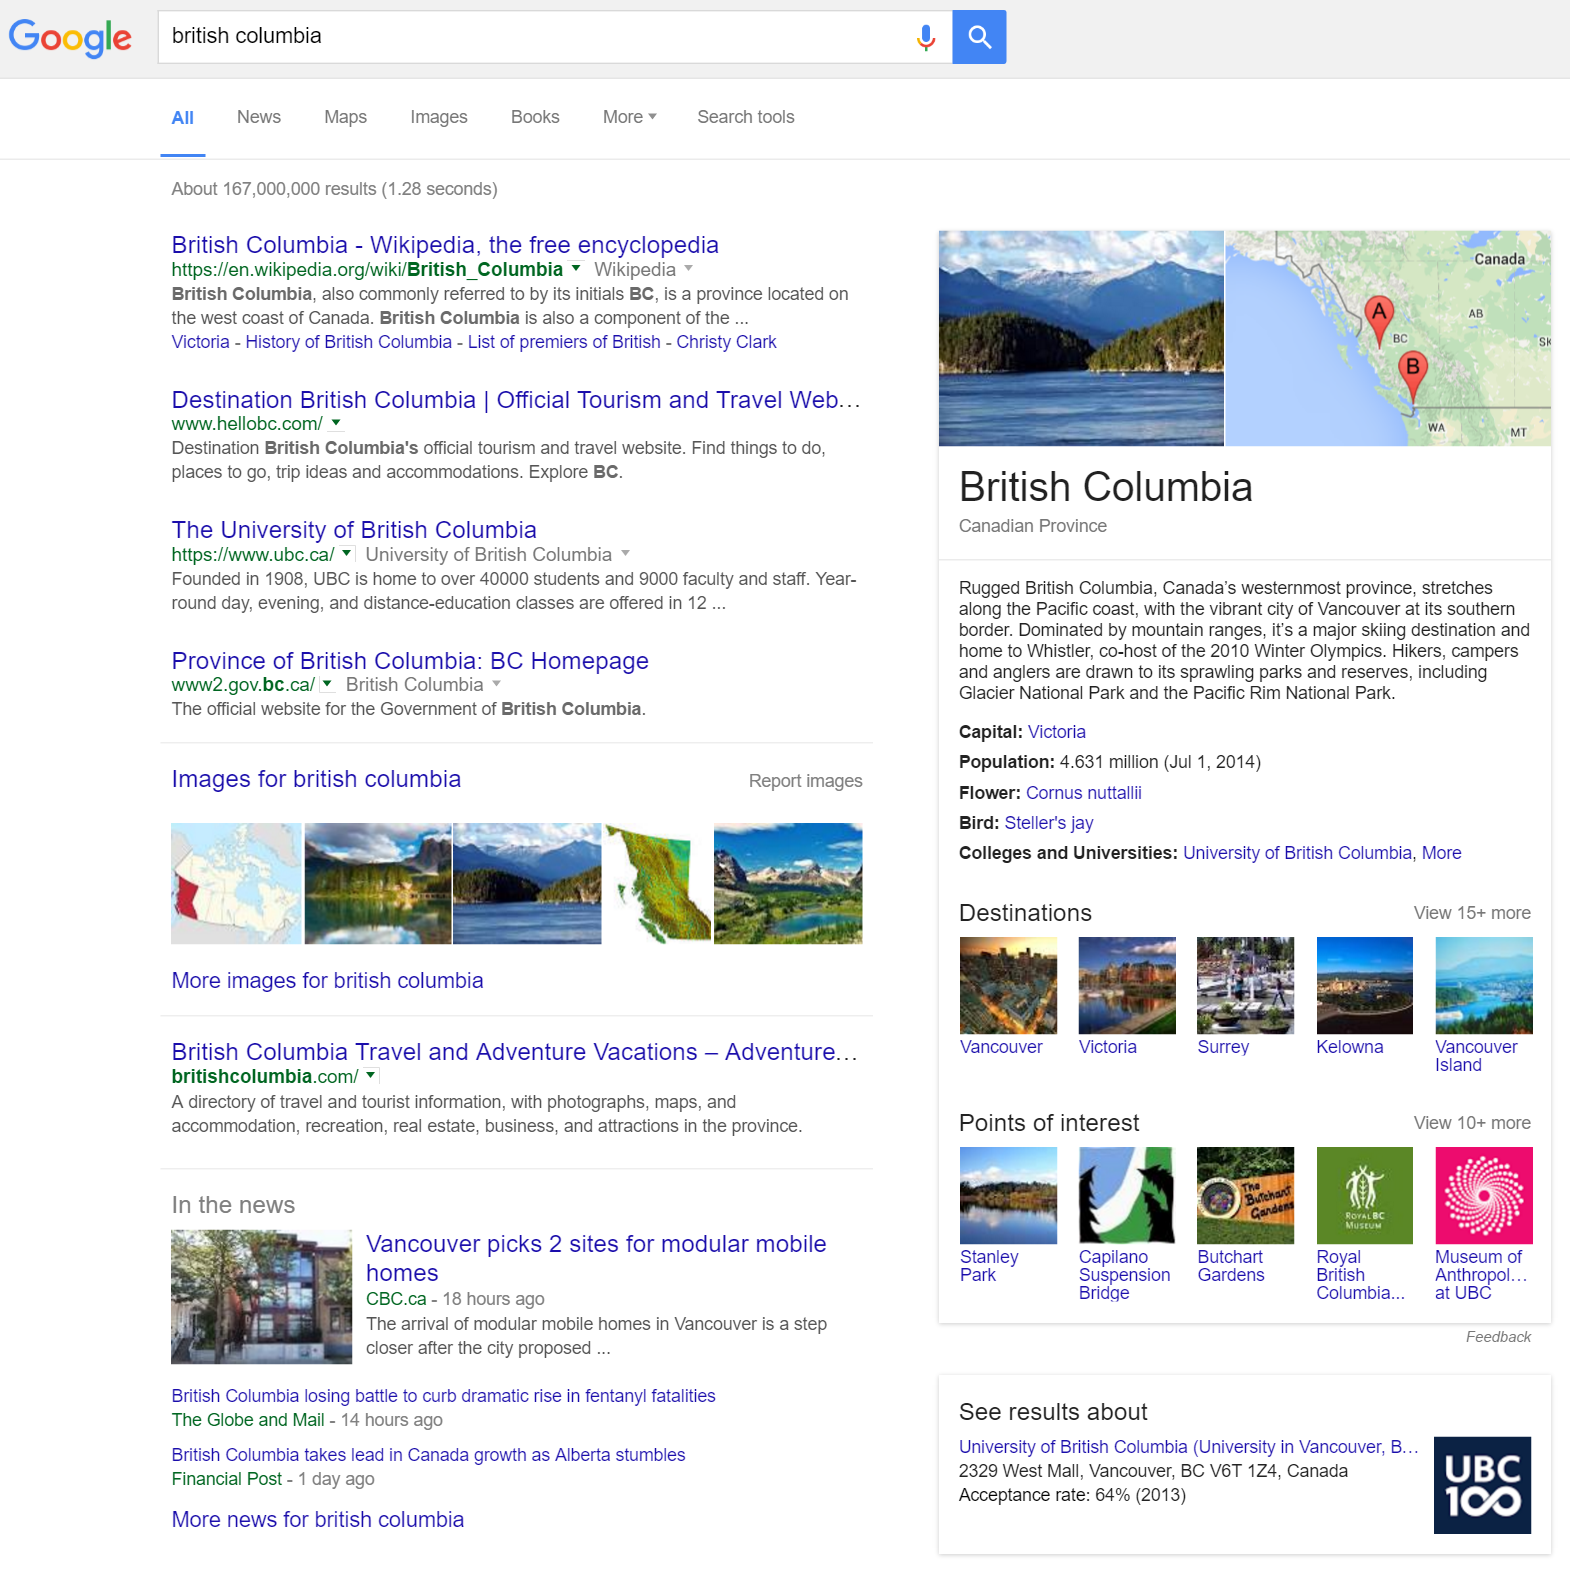 Google
british columbia
All News Maps Images Books More Search tools
About 167,000,000 results (1.28 seconds)
British Columbia - Wikipedia, the free encyclopedia
https://en.wikipedia.org/wiki/British_Columbia Wikipedia
British Columbia, also commonly referred to by its initials BC, is a province located on
the west coast of Canada. British Columbia is also a component of the ...
Victoria - History of British Columbia - List of premiers of British - Christy Clark
Destination British Columbia | Official Tourism and Travel Web...
www.hellobc.com/
Destination British Columbia's official tourism and travel website. Find things to do,
places to go, trip ideas and accommodations. Explore BC.
The University of British Columbia
https://www.ubc.ca/ University of British Columbia
Founded in 1908, UBC is home to over 40000 students and 9000 faculty and staff. Year-
round day, evening, and distance-education classes are offered in 12 ...
Province of British Columbia: BC Homepage
www2.gov.bc.ca/ British Columbia
The official website for the Government of British Columbia.
Images for british columbia
Report images
More images for british columbia
British Columbia Travel and Adventure Vacations – Adventure...
britishcolumbia.com/
A directory of travel and tourist information, with photographs, maps, and
accommodation, recreation, real estate, business, and attractions in the province.
In the news
Vancouver picks 2 sites for modular mobile
homes
CBC.ca - 18 hours ago
The arrival of modular mobile homes in Vancouver is a step
closer after the city proposed ...
British Columbia losing battle to curb dramatic rise in fentanyl fatalities
The Globe and Mail - 14 hours ago
British Columbia takes lead in Canada growth as Alberta stumbles
Financial Post - 1 day ago
More news for british columbia
Canada
A
AB
BC
SK
B
WA
MT
British Columbia
Canadian Province
Rugged British Columbia, Canada’s westernmost province, stretches
along the Pacific coast, with the vibrant city of Vancouver at its southern
border. Dominated by mountain ranges, it’s a major skiing destination and
home to Whistler, co-host of the 2010 Winter Olympics. Hikers, campers
and anglers are drawn to its sprawling parks and reserves, including
Glacier National Park and the Pacific Rim National Park.
Capital: Victoria
Population: 4.631 million (Jul 1, 2014)
Flower: Cornus nuttallii
Bird: Steller's jay
Colleges and Universities: University of British Columbia, More
Destinations
View 15+ more
Vancouver
Victoria
Surrey
Kelowna
Vancouver
Island
Points of interest
View 10+ more
The
Butchart
Gardens
ROYAL BC
MUSEUM
Stanley
Park
Capilano
Suspension
Bridge
Butchart
Gardens
Royal
British
Columbia...
Museum of
Anthropol...
at UBC
Feedback
See results about
University of British Columbia (University in Vancouver, B...
2329 West Mall, Vancouver, BC V6T 1Z4, Canada
Acceptance rate: 64% (2013)
UBC
100